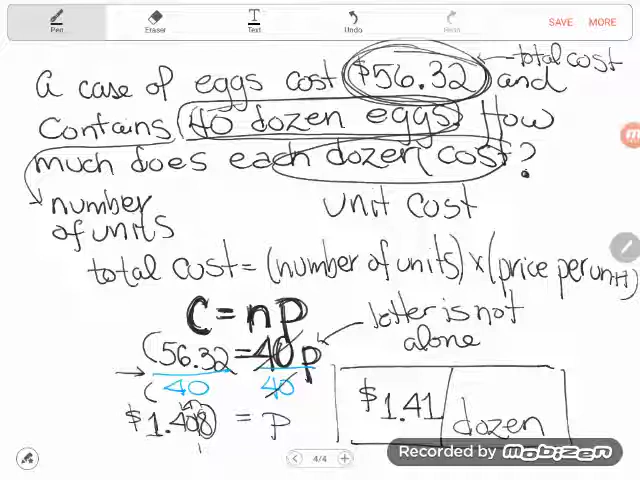 Pen
Eraser
Text
Undo
Redo
SAVE
MORE
total cost
A case of eggs cost $56.32 and
contains 40 dozen eggs. How
much does each dozen cost?
number
of units
unit cost
total cost = (number of units) x (price per unit)
C = np
letter is not
alone
56.32 = 40 p
40 40
$1.408 = p
$1.41/dozen
4/4
Recorded by mobizen